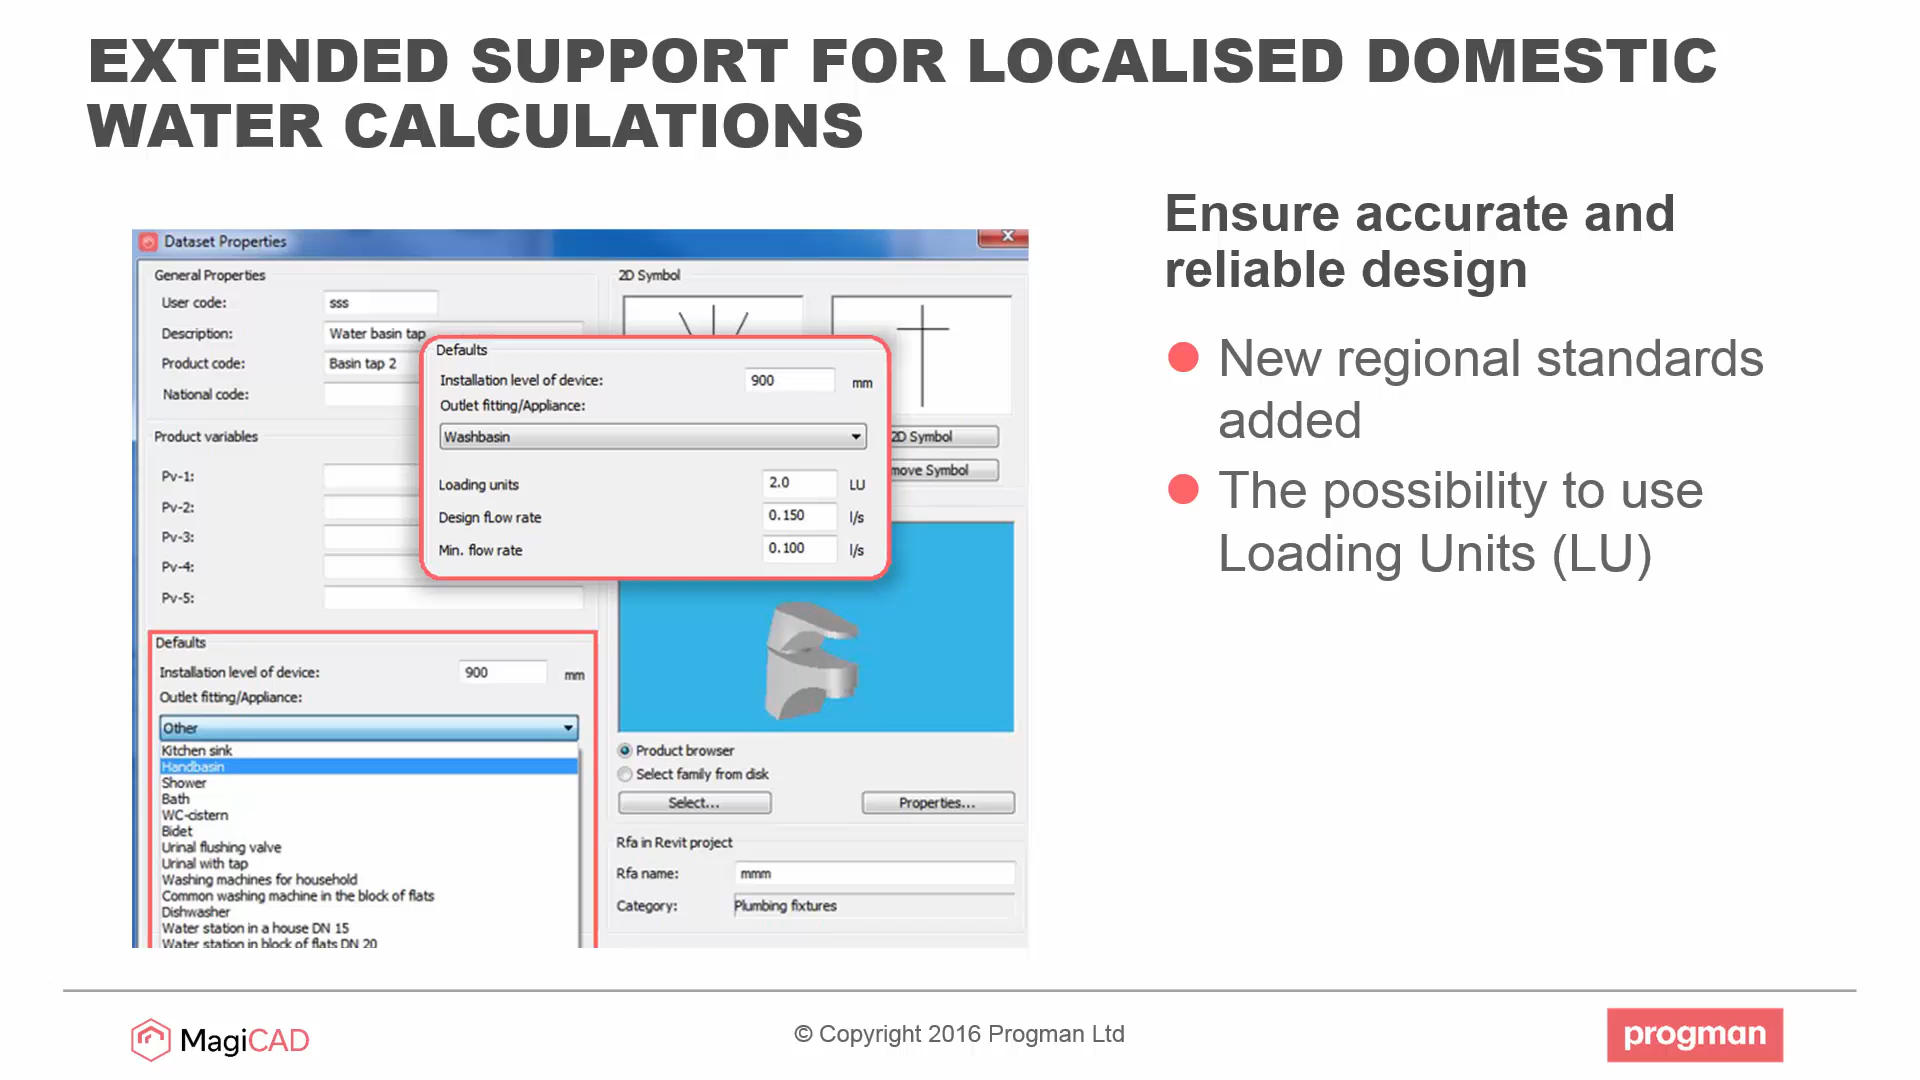 EXTENDED SUPPORT FOR LOCALISED DOMESTIC
WATER CALCULATIONS
Dataset Properties
General Properties
User code: sss
Description: Water basin tap
Product code: Basin tap 2
National code:
Product variables
Pv-1:
Pv-2:
Pv-3:
Pv-4:
Pv-5:
Defaults
Installation level of device: 900 mm
Outlet fitting/Appliance:
Other
Kitchen sink
Handbasin
Shower
Bath
WC-cistern
Bidet
Urinal flushing valve
Urinal with tap
Washing machines for household
Common washing machine in the block of flats
Dishwasher
Water station in a house DN 15
Water station in block of flats DN 20
Defaults
Installation level of device: 900 mm
Outlet fitting/Appliance:
Washbasin
Loading units 2.0 LU
Design fLow rate 0.150 l/s
Min. flow rate 0.100 l/s
2D Symbol
2D Symbol
move Symbol
Product browser
Select family from disk
Select... Properties...
Rfa in Revit project
Rfa name: mmm
Category: Plumbing fixtures
Ensure accurate and
reliable design
New regional standards
added
The possibility to use
Loading Units (LU)
MagiCAD
© Copyright 2016 Progman Ltd
progman